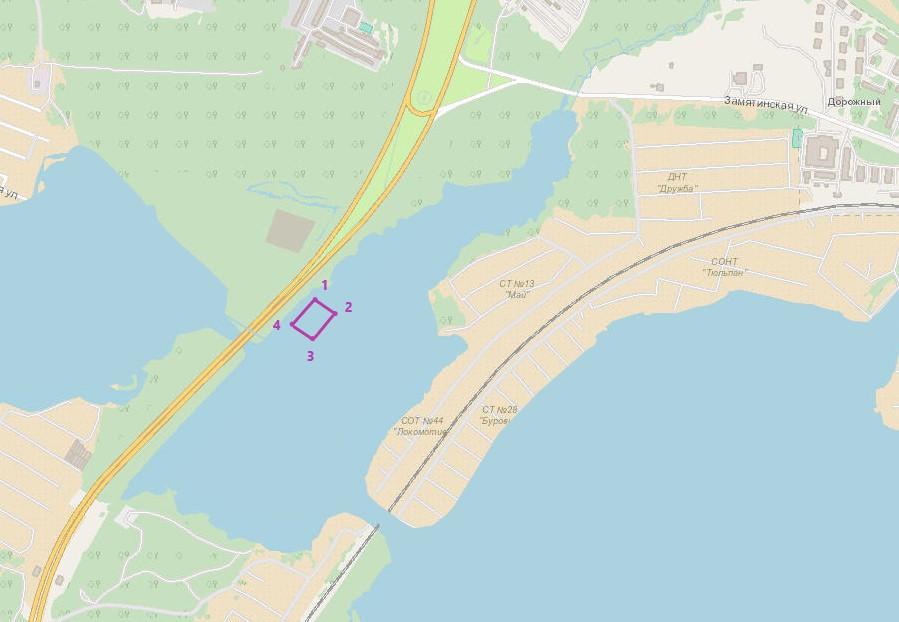 Замятинская ул.
Дорожный
ДНТ
"Дружба"
я ул.
СОНТ
"Тюльпан"
СТ №13
"Май"
1
2
4
3
СТ №28
"Буров
СОТ №44
"Локомотив